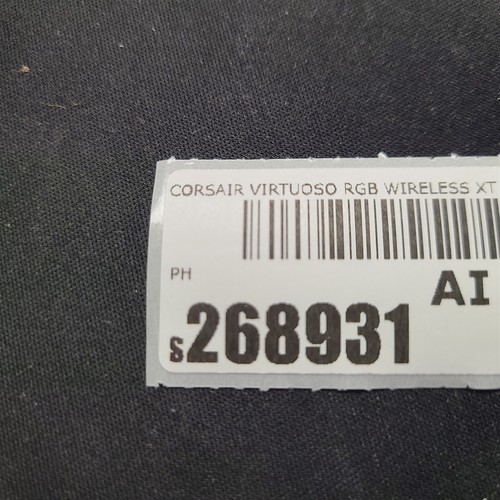 CORSAIR VIRTUOSO RGB WIRELESS XT
PH
AI
S268931